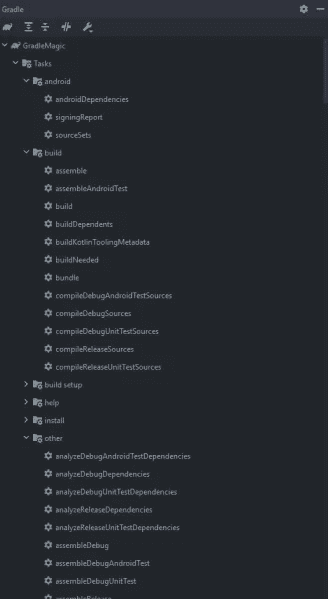 Gradle
GradleMagic
Tasks
android
androidDependencies
signingReport
sourceSets
build
assemble
assembleAndroidTest
build
buildDependents
buildKotlinToolingMetadata
buildNeeded
bundle
compileDebugAndroidTestSources
compileDebugSources
compileDebugUnitTestSources
compileReleaseSources
compileReleaseUnitTestSources
build setup
help
install
other
analyzeDebugAndroidTestDependencies
analyzeDebugDependencies
analyzeDebugUnitTestDependencies
analyzeReleaseDependencies
analyzeReleaseUnitTestDependencies
assembleDebug
assembleDebugAndroidTest
assembleDebugUnitTest
assembleRelease